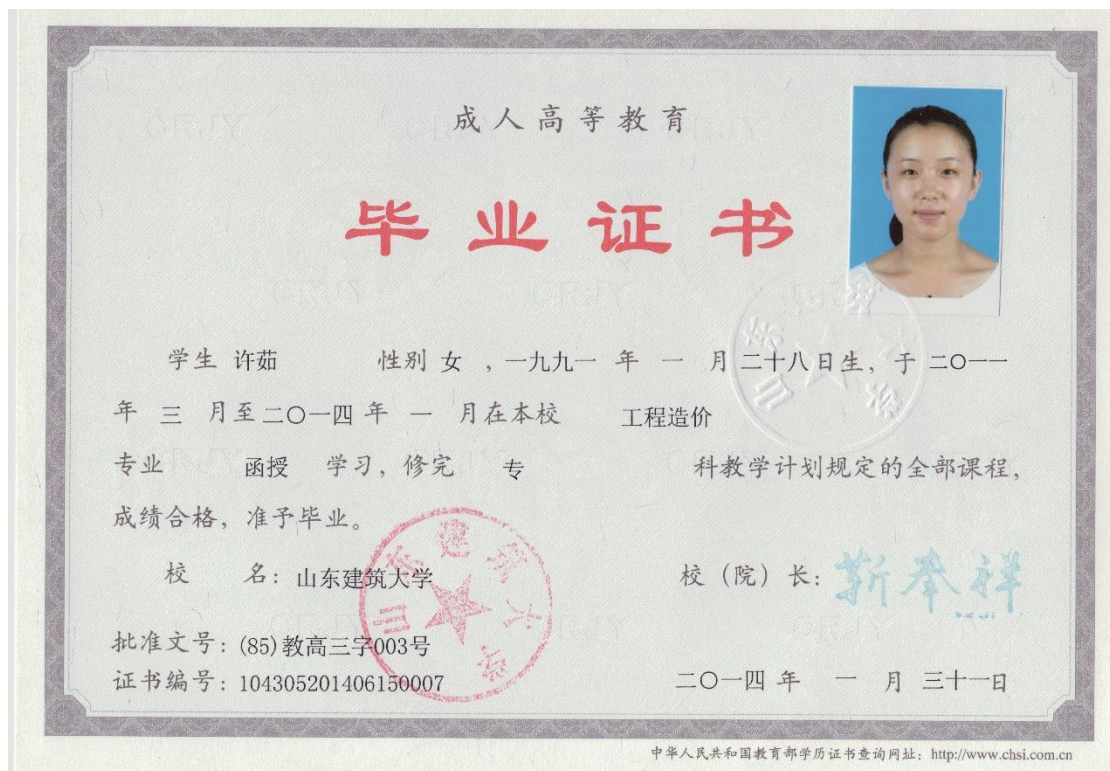 成人高等教育
毕业证书
学生 许茹 性别 女 ，一九九一 年 一 月 二十八日生，于 二〇一一
年 三 月至二〇一四 年 一 月在本校 工程造价
专业 函授 学习，修完 专 科教学计划规定的全部课程，
成绩合格，准予毕业。
校 名：山东建筑大学 校（院）长：靳奉祥
批准文号：(85)教高三字003号
证书编号：104305201406150007 二〇一四 年 一 月 三十一日
山东建筑大学
中华人民共和国教育部学历证书查询网址：http://www.chsi.com.cn